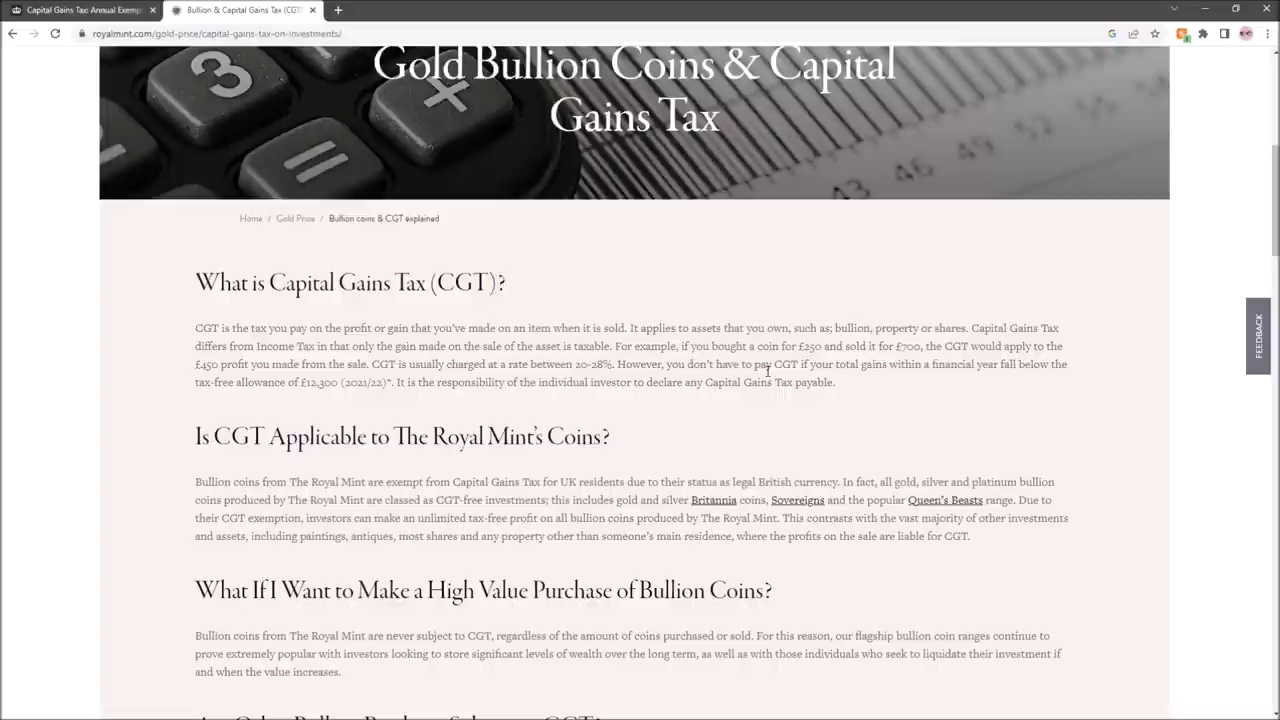 Capital Gains Tax: Annual Exemp
Bullion & Capital Gains Tax (CGT)
royalmint.com/gold-price/capital-gains-tax-on-investments/
Gold Bullion Coins & Capital
Gains Tax
3
+
=
43
46
49
52
55
Home / Gold Price / Bullion coins & CGT explained
What is Capital Gains Tax (CGT)?
CGT is the tax you pay on the profit or gain that you've made on an item when it is sold. It applies to assets that you own, such as; bullion, property or shares. Capital Gains Tax
differs from Income Tax in that only the gain made on the sale of the asset is taxable. For example, if you bought a coin for £250 and sold it for £700, the CGT would apply to the
£450 profit you made from the sale. CGT is usually charged at a rate between 20-28%. However, you don't have to pay CGT if your total gains within a financial year fall below the
tax-free allowance of £12,300 (2021/22)*. It is the responsibility of the individual investor to declare any Capital Gains Tax payable.
FEEDBACK
Is CGT Applicable to The Royal Mint's Coins?
Bullion coins from The Royal Mint are exempt from Capital Gains Tax for UK residents due to their status as legal British currency. In fact, all gold, silver and platinum bullion
coins produced by The Royal Mint are classed as CGT-free investments; this includes gold and silver Britannia coins, Sovereigns and the popular Queen's Beasts range. Due to
their CGT exemption, investors can make an unlimited tax-free profit on all bullion coins produced by The Royal Mint. This contrasts with the vast majority of other investments
and assets, including paintings, antiques, most shares and any property other than someone's main residence, where the profits on the sale are liable for CGT.
What If I Want to Make a High Value Purchase of Bullion Coins?
Bullion coins from The Royal Mint are never subject to CGT, regardless of the amount of coins purchased or sold. For this reason, our flagship bullion coin ranges continue to
prove extremely popular with investors looking to store significant levels of wealth over the long term, as well as with those individuals who seek to liquidate their investment if
and when the value increases.